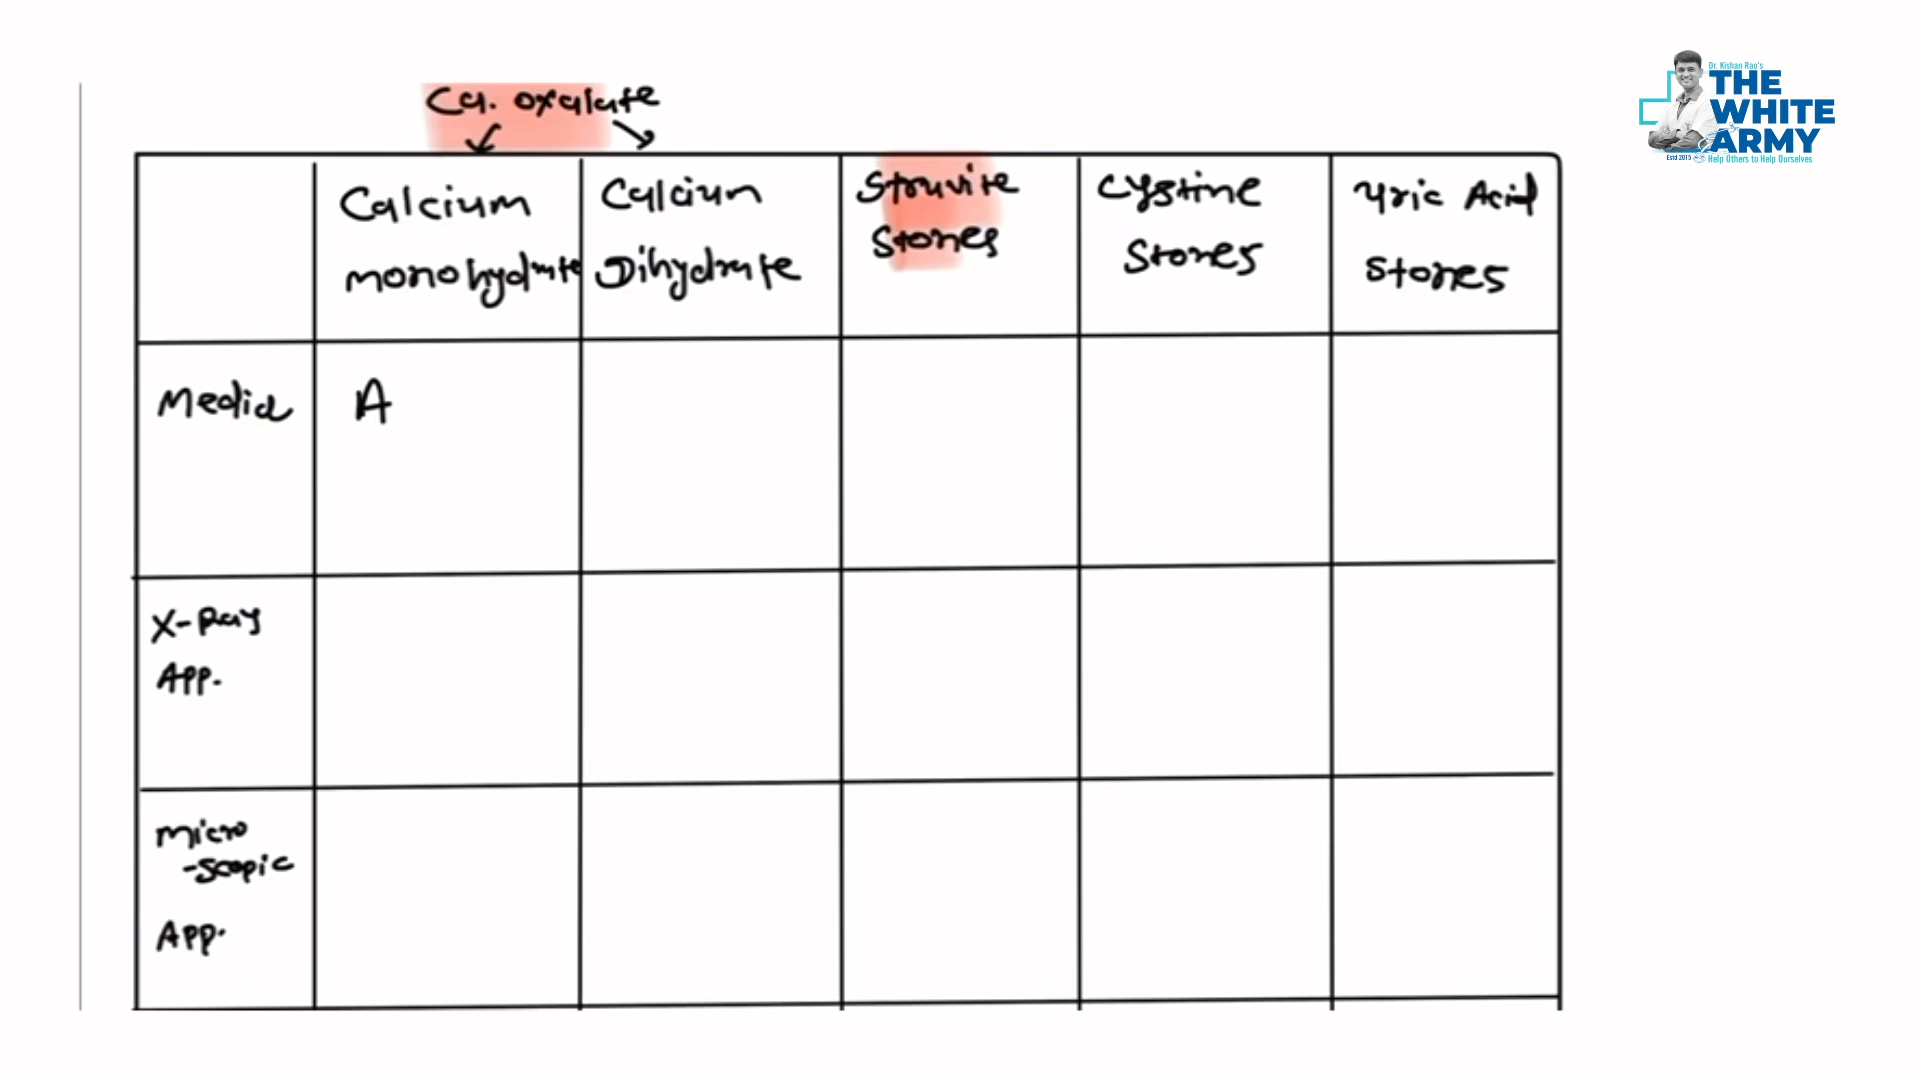 Ca. oxalate
Calcium
monohydrate
Calcium
Dihydrate
Struvite
Stones
Cystine
Stones
Uric Acid
Stones
Media
A
X-Ray
App.
Micro
-scopic
App.
Dr. Kishan Rao's
THE
WHITE
ARMY
Estd 2015
Help Others to Help Ourselves